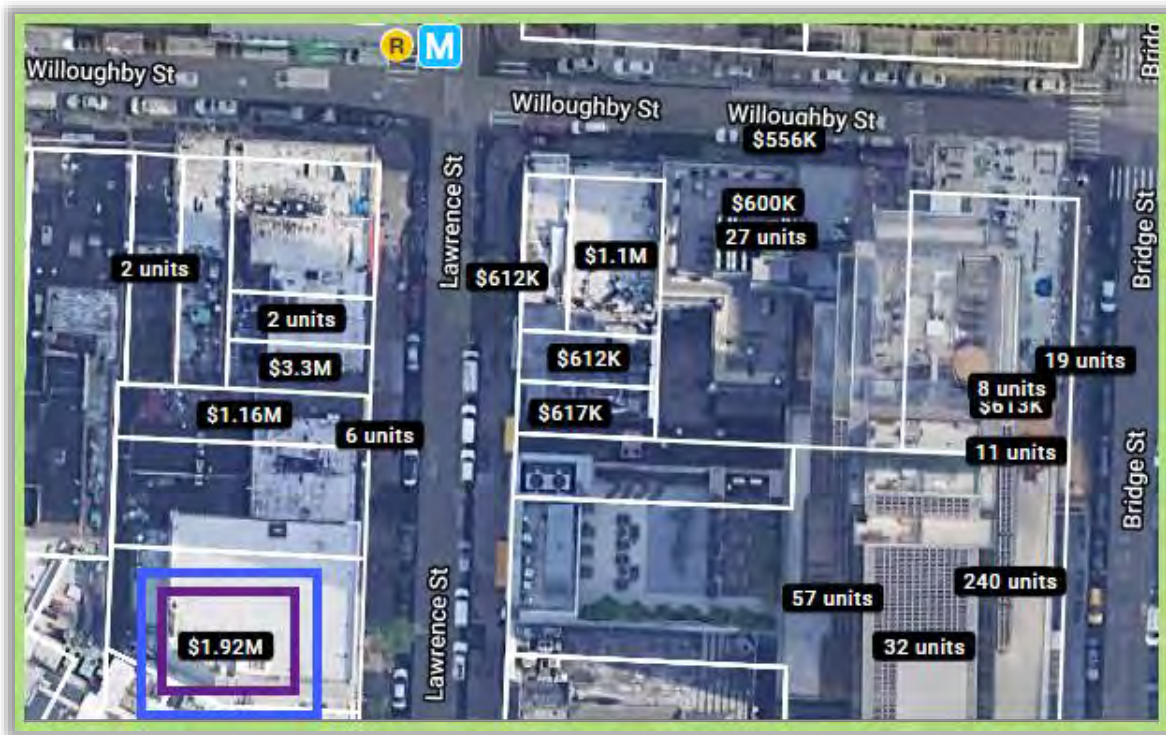 R
M
Bridg
Willoughby St
Willoughby St
Willoughby St
$556K
Lawrence St
Bridge St
$600K
27 units
$1.1M
2 units
$612K
2 units
$612K
$3.3M
19 units
8 units
$613K
$1.16M
$617K
6 units
11 units
Bridge St
Lawrence St
57 units
240 units
$1.92M
32 units